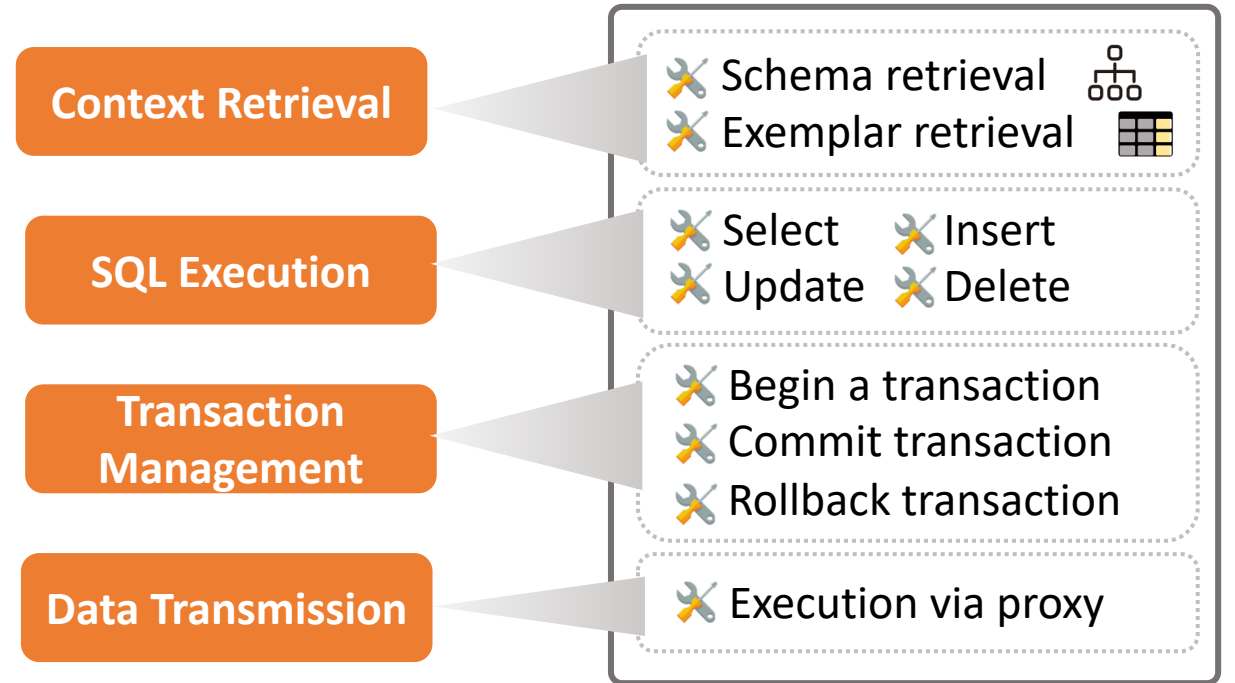 Context Retrieval
Schema retrieval
Exemplar retrieval
SQL Execution
Select Insert
Update Delete
Transaction
Management
Begin a transaction
Commit transaction
Rollback transaction
Data Transmission
Execution via proxy